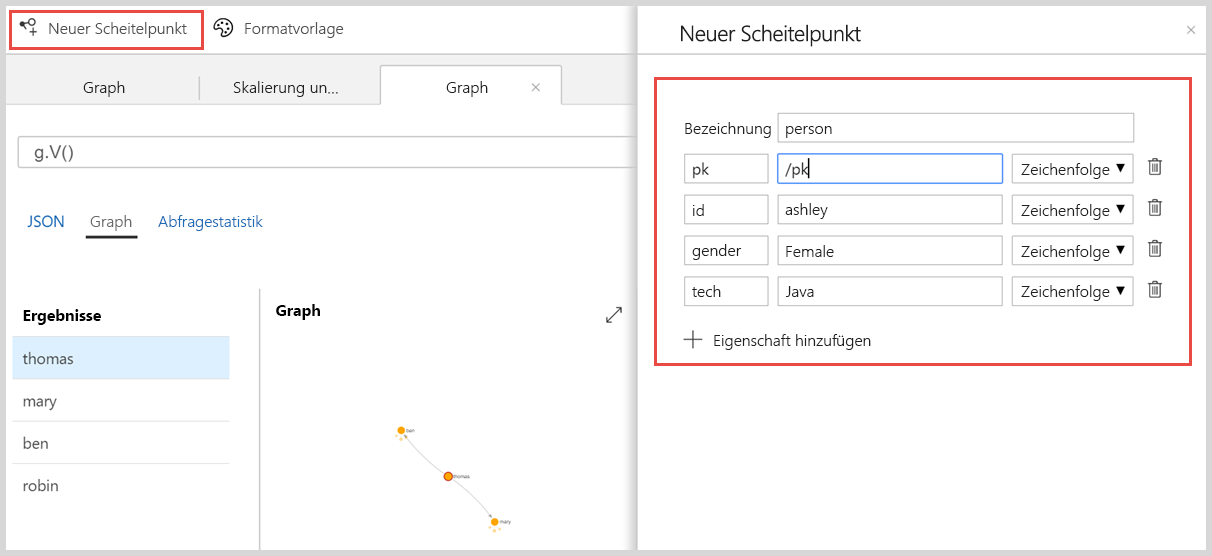 Neuer Scheitelpunkt
Formatvorlage
Graph
Skalierung un...
Graph
g.V()
JSON
Graph
Abfragestatistik
Ergebnisse
thomas
mary
ben
robin
Graph
ben
thomas
mary
Neuer Scheitelpunkt
Bezeichnung person
pk /pk Zeichenfolge
id ashley Zeichenfolge
gender Female Zeichenfolge
tech Java Zeichenfolge
Eigenschaft hinzufügen